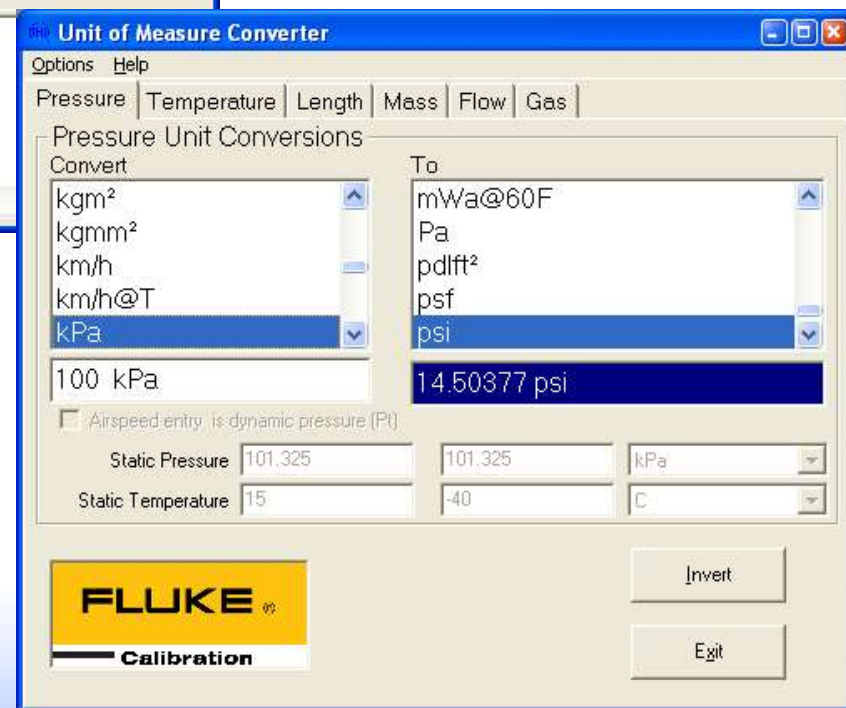 Unit of Measure Converter
Options Help
Pressure Temperature Length Mass Flow Gas
Pressure Unit Conversions
Convert To
kgm² mWa@60F
kgmm² Pa
km/h pdlft²
km/h@T psf
kPa psi
100 kPa 14.50377 psi
Airspeed entry is dynamic pressure (Pt)
Static Pressure 101.325 101.325 kPa
Static Temperature 15 -40 C
FLUKE ®
Calibration
Invert
Exit